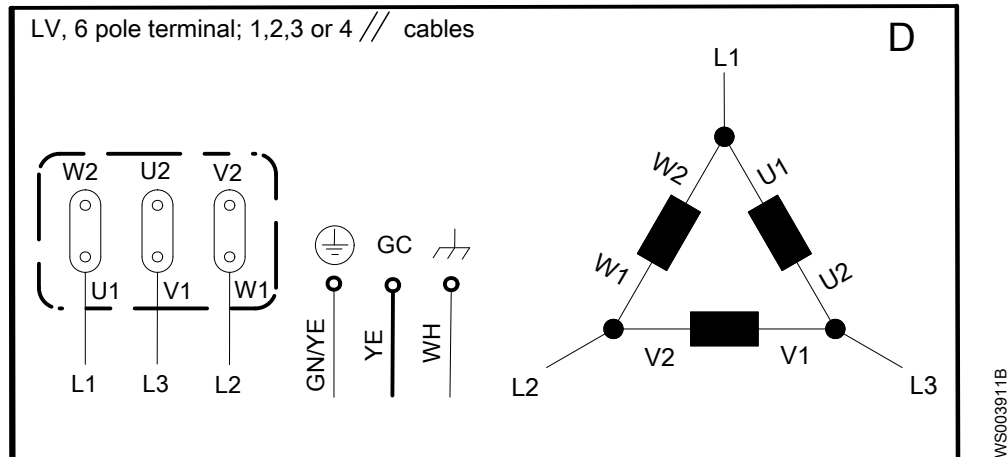 LV, 6 pole terminal; 1,2,3 or 4 // cables
D
W2 U2 V2
U1 V1 W1
L1 L3 L2
GC
GN/YE
YE
WH
L1
W2 U1
W1 U2
V2 V1
L2 L3
WS003911B